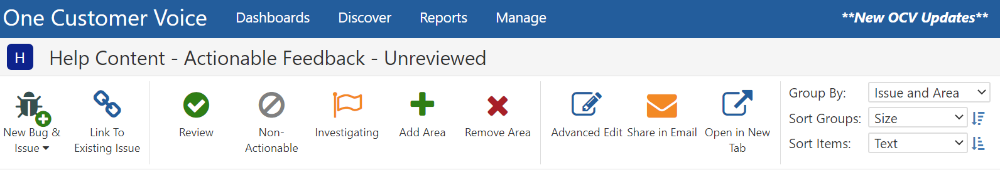 One Customer Voice Dashboards Discover Reports Manage **New OCV Updates**
H Help Content - Actionable Feedback - Unreviewed
New Bug &
Issue
Link To
Existing Issue
Review
Non-
Actionable
Investigating
Add Area
Remove Area
Advanced Edit
Share in Email
Open in New
Tab
Group By: Issue and Area
Sort Groups: Size
Sort Items: Text